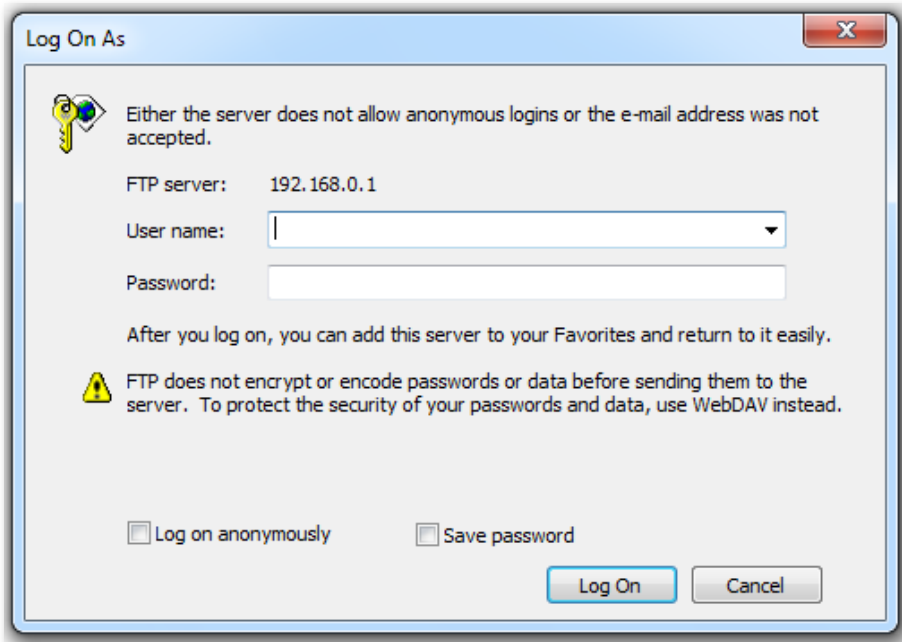 Log On As
Either the server does not allow anonymous logins or the e-mail address was not
accepted.
FTP server: 192.168.0.1
User name:
Password:
After you log on, you can add this server to your Favorites and return to it easily.
FTP does not encrypt or encode passwords or data before sending them to the
server.  To protect the security of your passwords and data, use WebDAV instead.
Log on anonymously Save password
Log On Cancel